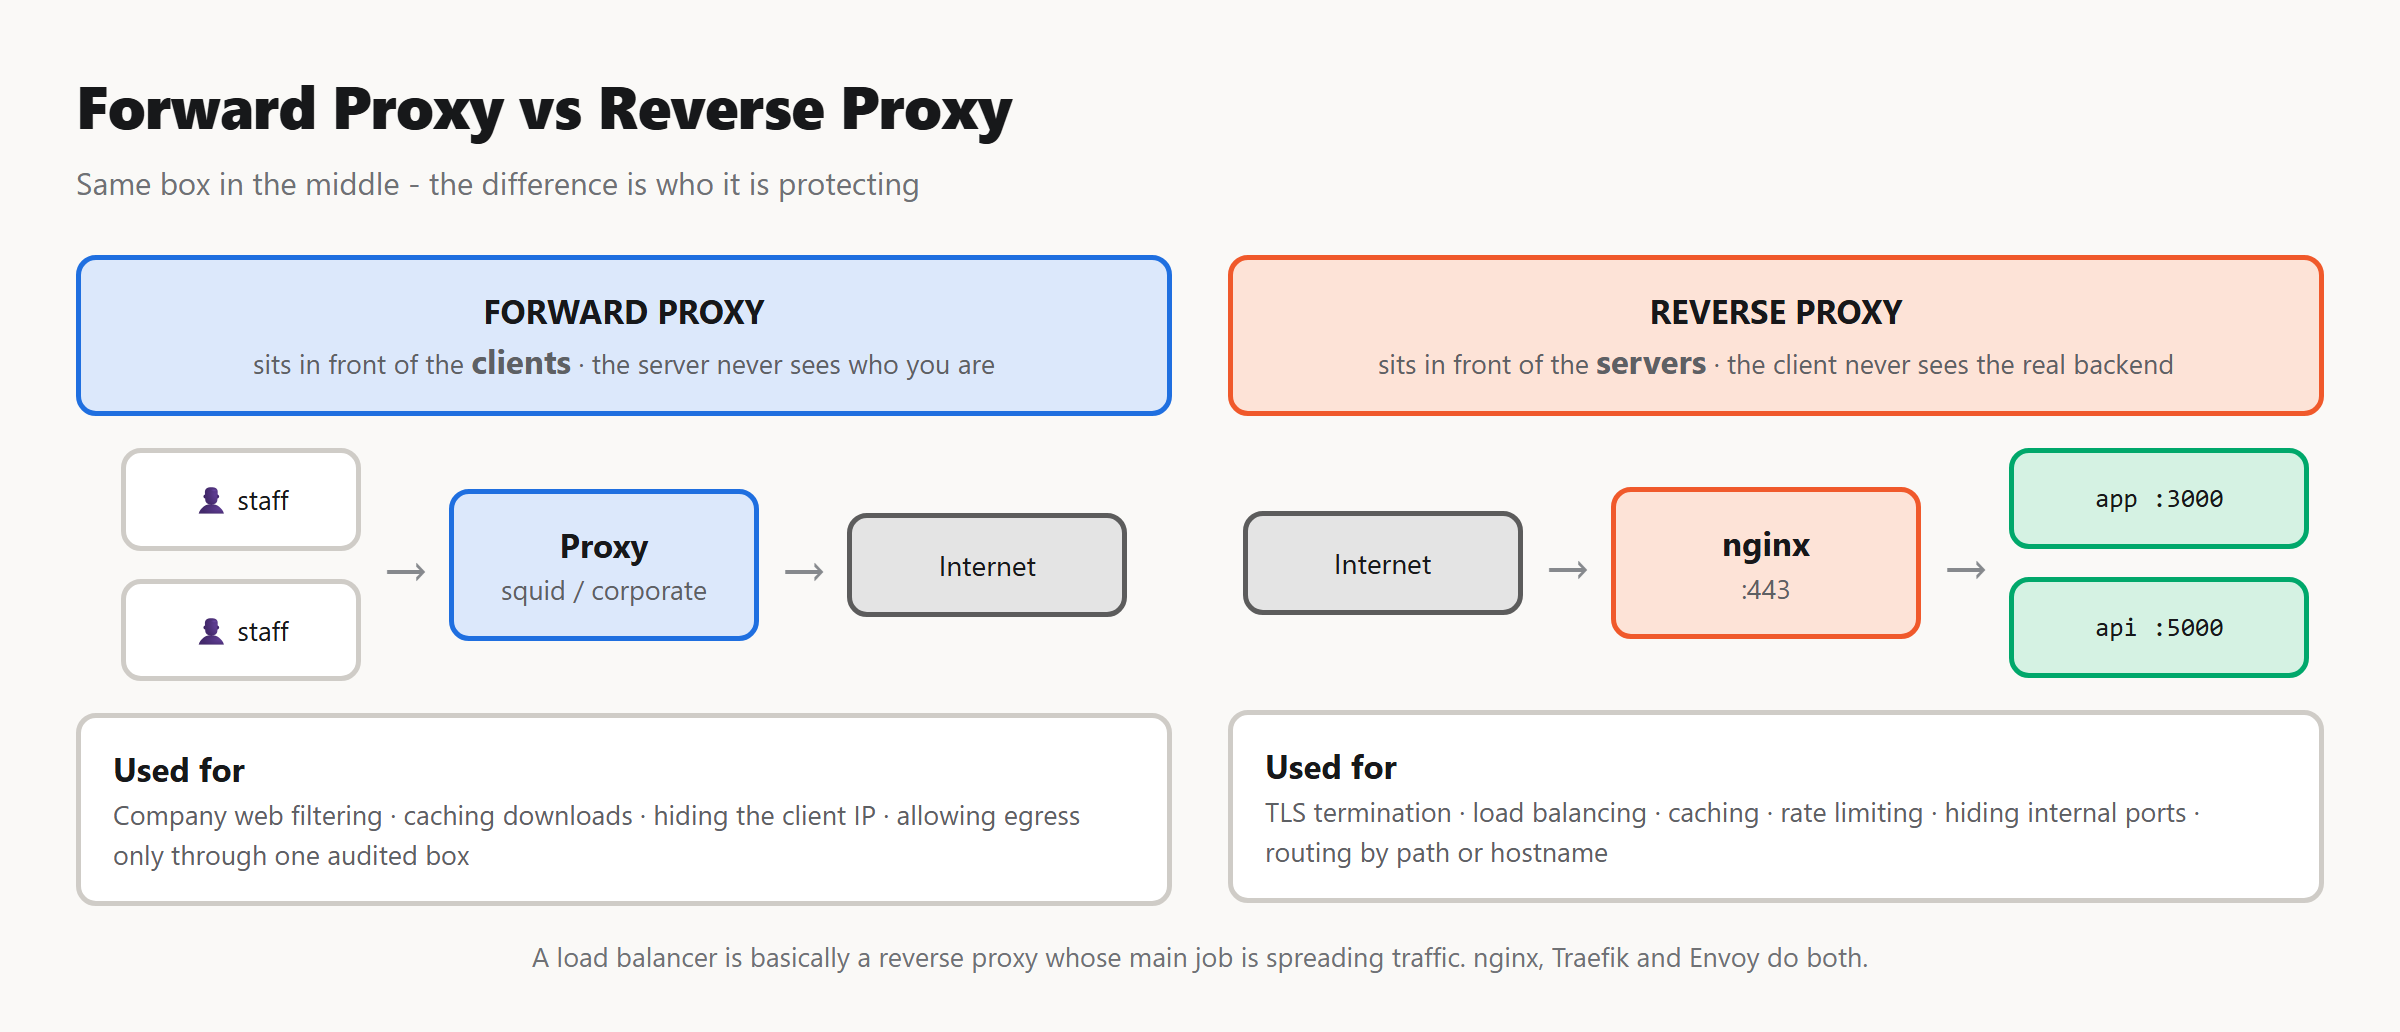 Forward Proxy vs Reverse Proxy
Same box in the middle - the difference is who it is protecting
FORWARD PROXY
sits in front of the clients · the server never sees who you are
staff
staff
Proxy
squid / corporate
Internet
Used for
Company web filtering · caching downloads · hiding the client IP · allowing egress
only through one audited box
REVERSE PROXY
sits in front of the servers · the client never sees the real backend
Internet
nginx
:443
app :3000
api :5000
Used for
TLS termination · load balancing · caching · rate limiting · hiding internal ports ·
routing by path or hostname
A load balancer is basically a reverse proxy whose main job is spreading traffic. nginx, Traefik and Envoy do both.